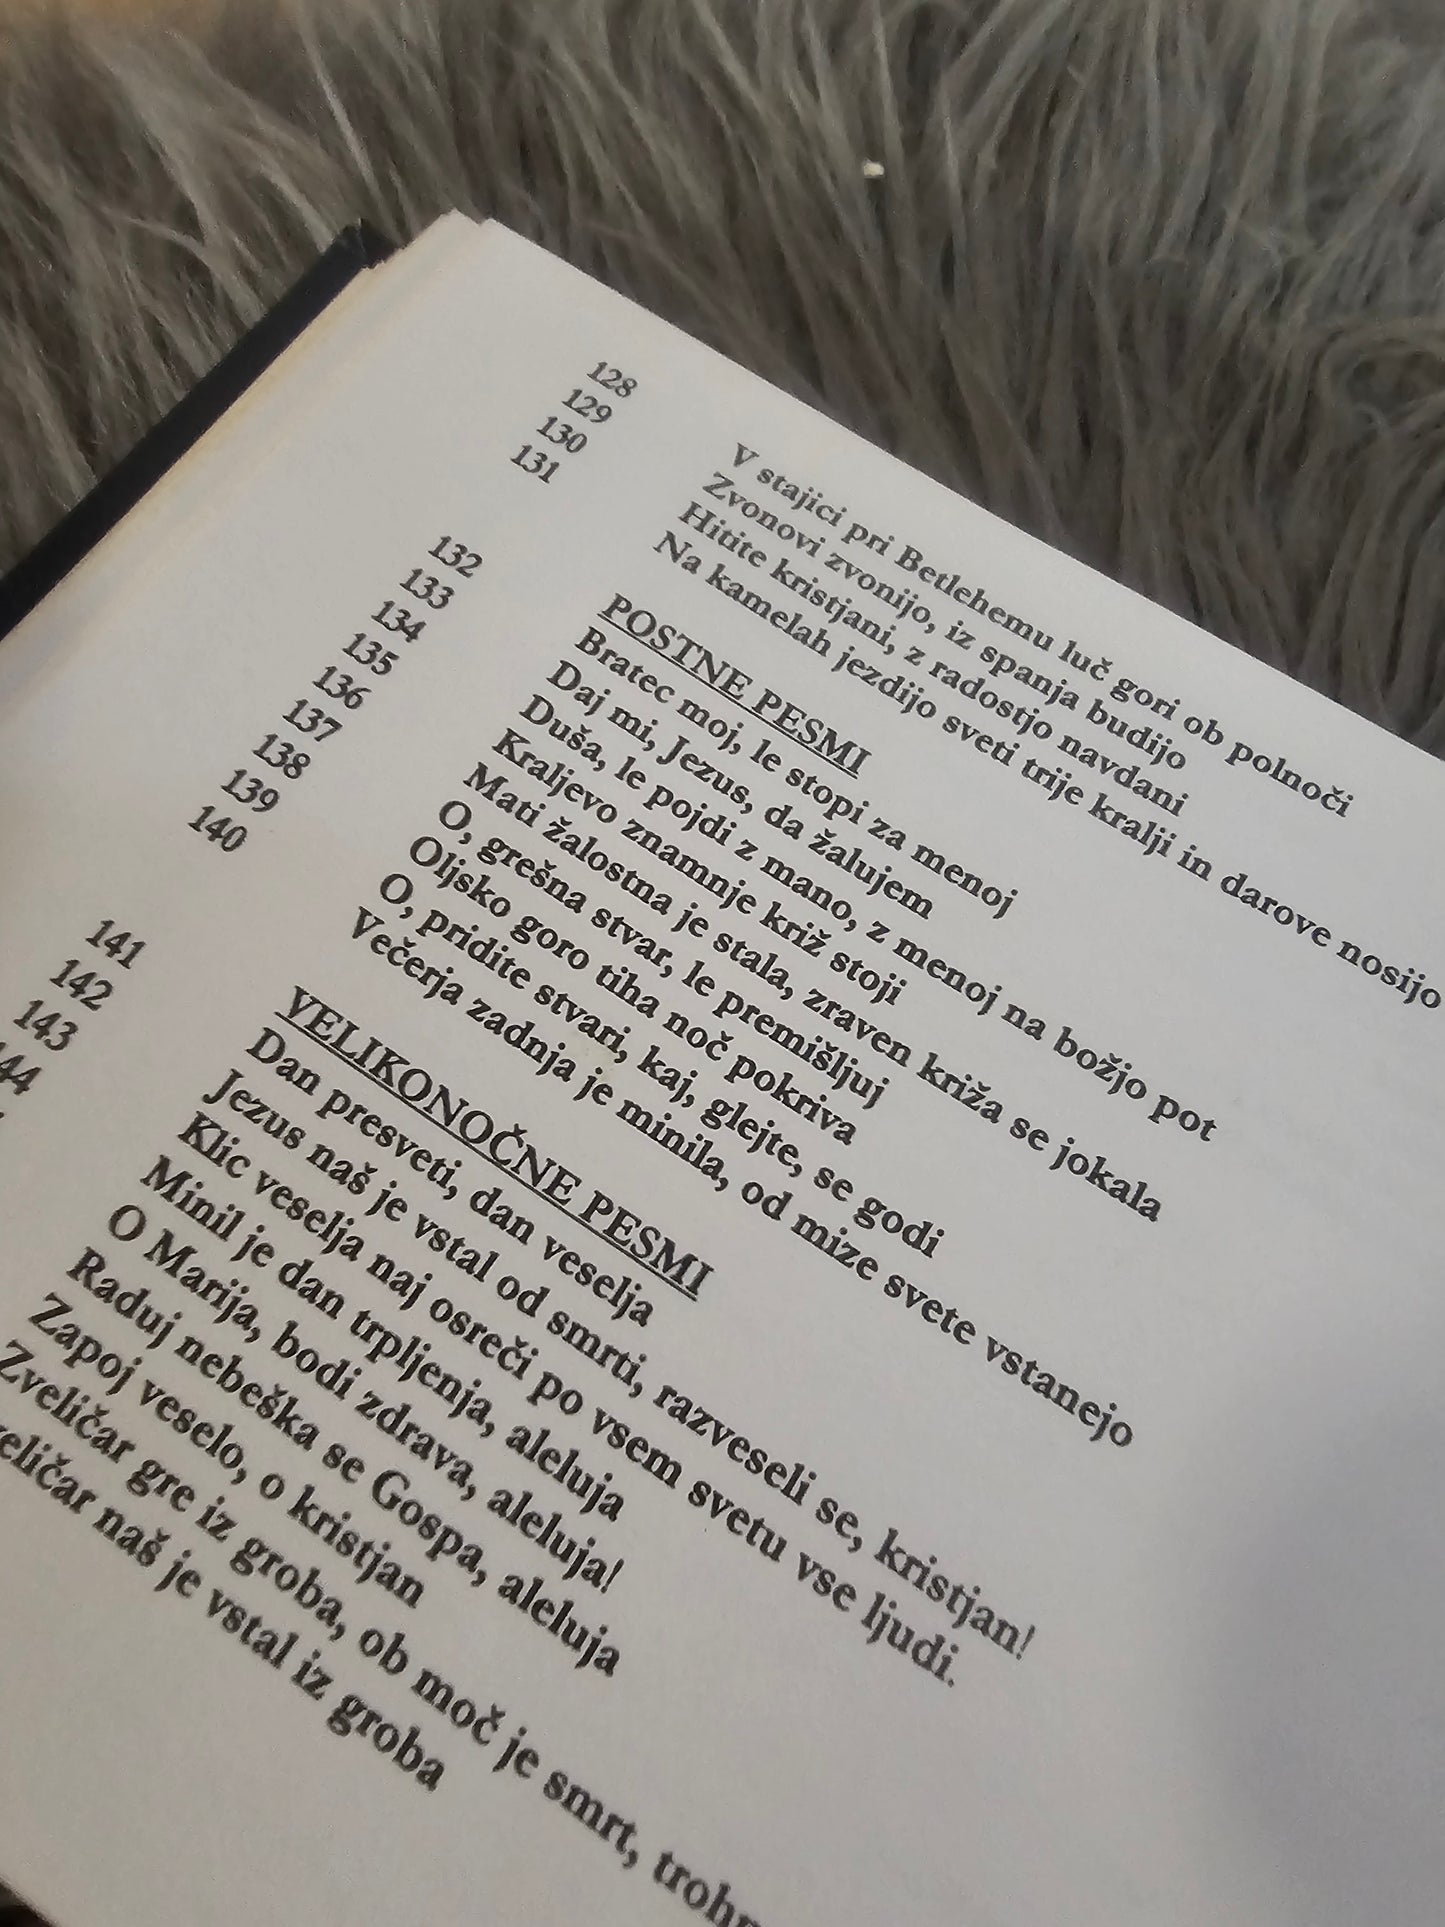 128 V stajici pri Betlehemu luč gori ob polnoči
129 Zvonovi zvonijo, iz spanja budijo
130 Hitite kristjani, z radostjo navdani
131 Na kamelah jezdijo sveti trije kralji in darove nosijo
POSTNE PESMI
132 Bratec moj, le stopi za menoj
133 Daj mi, Jezus, da žalujem
134 Duša, le pojdi z mano, z menoj na božjo pot
135 Kraljevo znamnje križ stoji
136 Mati žalostna je stala, zraven križa se jokala
137 O, grešna stvar, le premišljuj
138 Oljsko goro tiha noč pokriva
139 O, pridite stvari, kaj, glejte, se godi
140 Večerja zadnja je minila, od mize svete vstanejo
VELIKONOČNE PESMI
141 Dan presveti, dan veselja
142 Jezus naš je vstal od smrti, razveseli se, kristjan!
143 Klic veselja naj osreči po vsem svetu vse ljudi.
144 Minil je dan trpljenja, aleluja
O Marija, bodi zdrava, aleluja!
Raduj nebeška se Gospa, aleluja
Zapoj veselo, o kristjan
Zveličar gre iz groba, ob moč je smrt,
naš je vstal iz groba